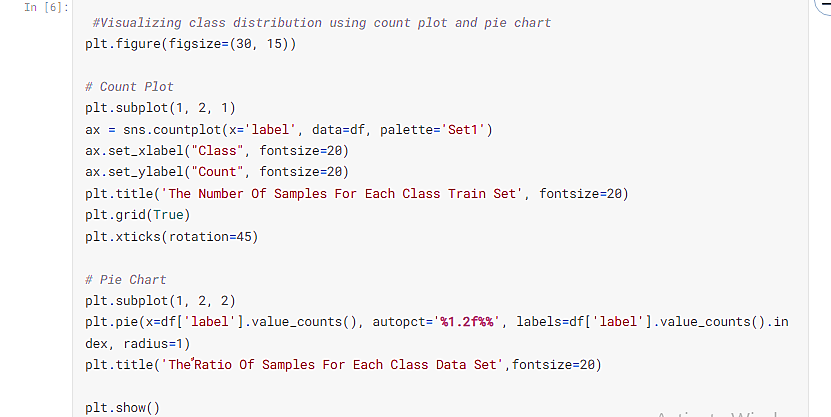 In [6]:
#Visualizing class distribution using count plot and pie chart
plt.figure(figsize=(30, 15))
# Count Plot
plt.subplot(1, 2, 1)
ax = sns.countplot(x='label', data=df, palette='Set1')
ax.set_xlabel("Class", fontsize=20)
ax.set_ylabel("Count", fontsize=20)
plt.title('The Number Of Samples For Each Class Train Set', fontsize=20)
plt.grid(True)
plt.xticks(rotation=45)
# Pie Chart
plt.subplot(1, 2, 2)
plt.pie(x=df['label'].value_counts(), autopct='%1.2f%%', labels=df['label'].value_counts().in
dex, radius=1)
plt.title('The Ratio Of Samples For Each Class Data Set',fontsize=20)
plt.show()